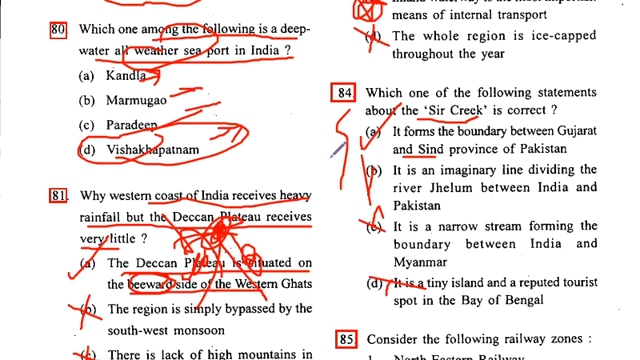 80 Which one among the following is a deep-
water all weather sea port in India ?
(a) Kandla
(b) Marmugao
(c) Paradeep
(d) Vishakhapatnam
81. Why western coast of India receives heavy
rainfall but the Deccan Plateau receives
very little ?
(a) The Deccan Plateau is situated on
the beeward side of the Western Ghats
(b) The region is simply bypassed by the
south-west monsoon
(c) There is lack of high mountains in
means of internal transport
(d) The whole region is ice-capped
throughout the year
84. Which one of the following statements
about the 'Sir Creek' is correct ?
(a) It forms the boundary between Gujarat
and Sind province of Pakistan
(b) It is an imaginary line dividing the
river Jhelum between India and
Pakistan
(c) It is a narrow stream forming the
boundary between India and
Myanmar
(d) It is a tiny island and a reputed tourist
spot in the Bay of Bengal
85 Consider the following railway zones :
1. North Eastern Railway